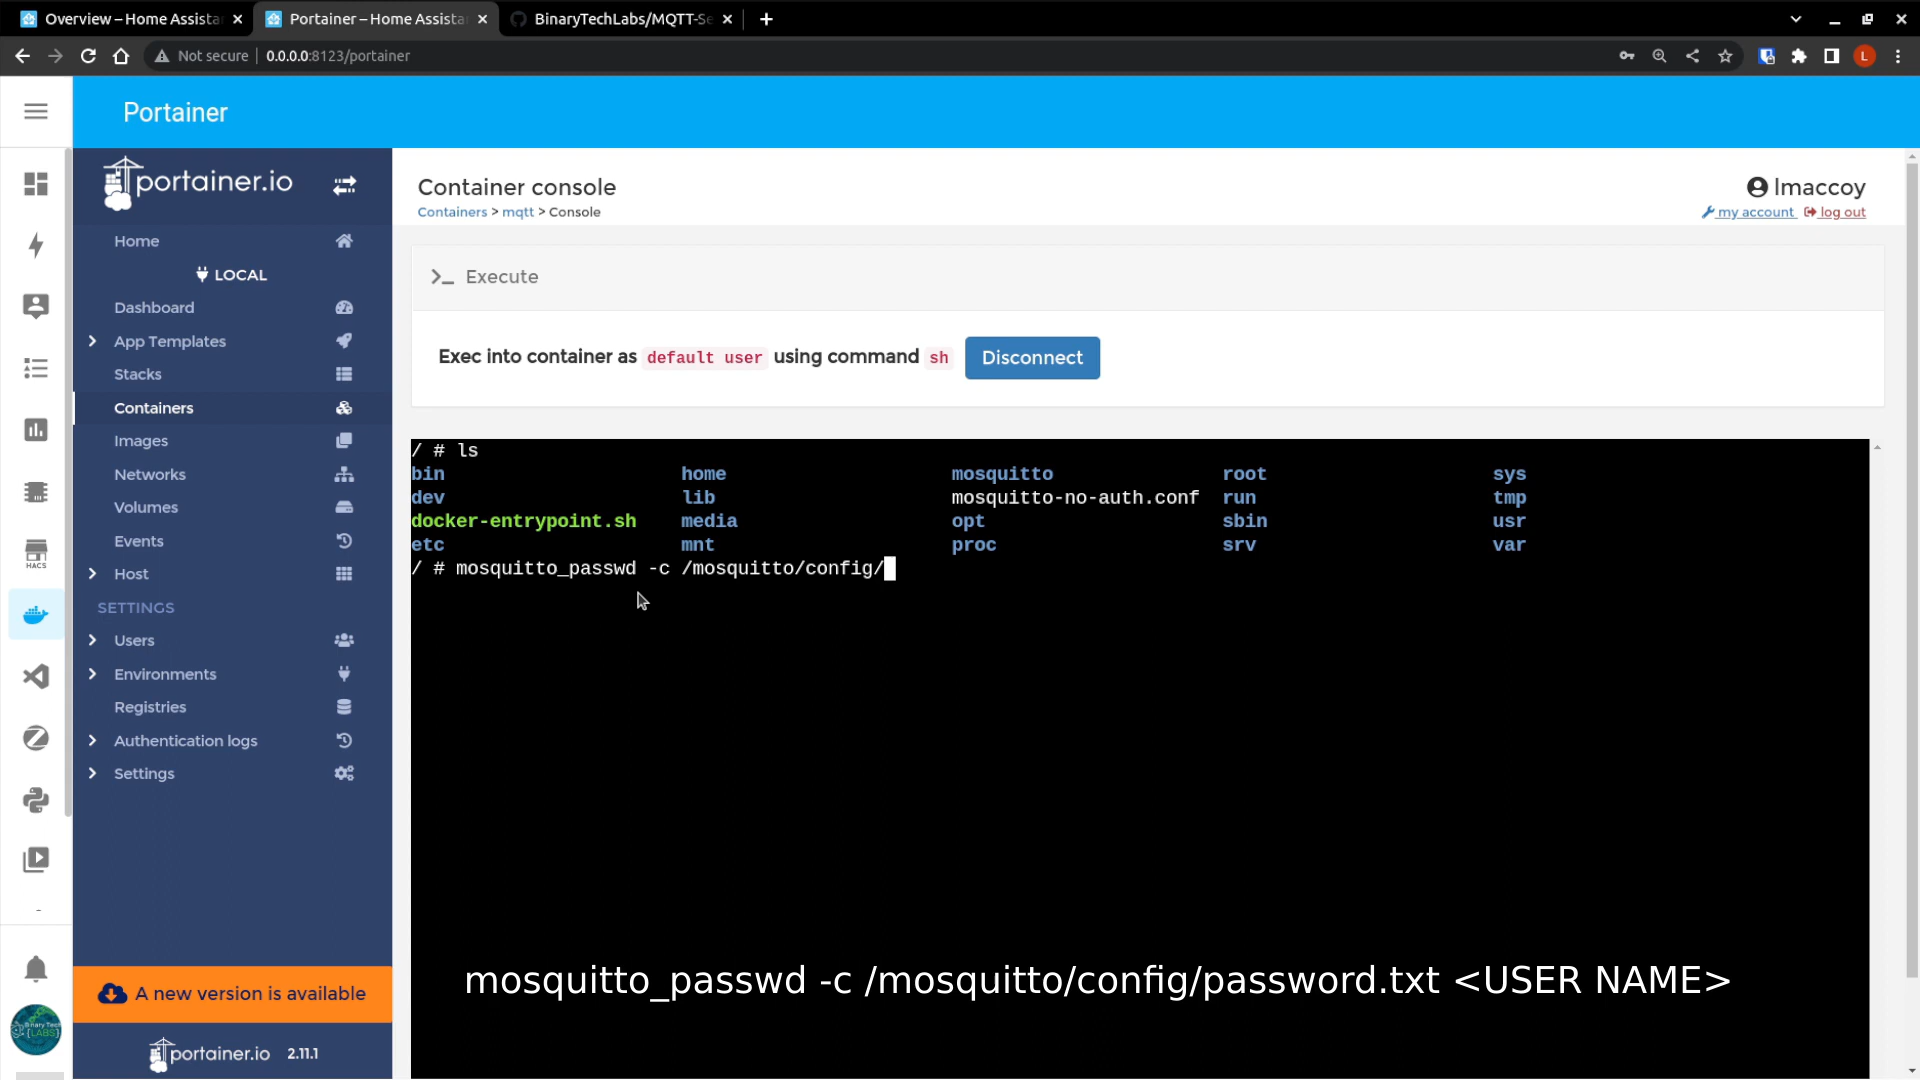 Overview – Home Assista
Portainer – Home Assista
BinaryTechLabs/MQTT-Se
Not secure
0.0.0.0:8123/portainer
L
Portainer
portainer.io
Home
LOCAL
Dashboard
App Templates
Stacks
Containers
Images
Networks
Volumes
Events
Host
SETTINGS
Users
Environments
Registries
Authentication logs
Settings
A new version is available
portainer.io 2.11.1
HACS
Binary Tech
{LABS}
Container console
Containers > mqtt > Console
lmaccoy
my account log out
>_ Execute
Exec into container as default user using command sh Disconnect
/ # ls
bin home mosquitto root sys
dev lib mosquitto-no-auth.conf run tmp
docker-entrypoint.sh media opt sbin usr
etc mnt proc srv var
/ # mosquitto_passwd -c /mosquitto/config/
mosquitto_passwd -c /mosquitto/config/password.txt <USER NAME>